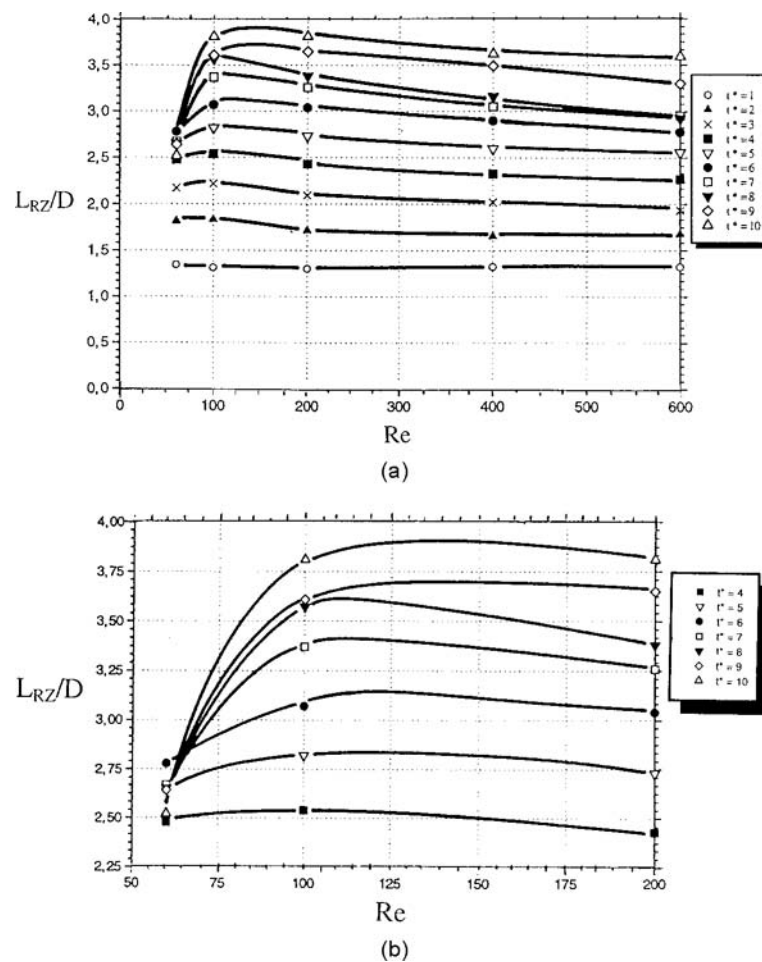 4,0
3,5
3,0
2,5
2,0
1,5
1,0
0,5
0,0
L_RZ/D
0 100 200 300 400 500 600
Re
t* = 1
t* = 2
t* = 3
t* = 4
t* = 5
t* = 6
t* = 7
t* = 8
t* = 9
t* = 10
(a)
4,00
3,75
3,50
3,25
3,00
2,75
2,50
2,25
L_RZ/D
50 75 100 125 150 175 200
Re
t* = 4
t* = 5
t* = 6
t* = 7
t* = 8
t* = 9
t* = 10
(b)